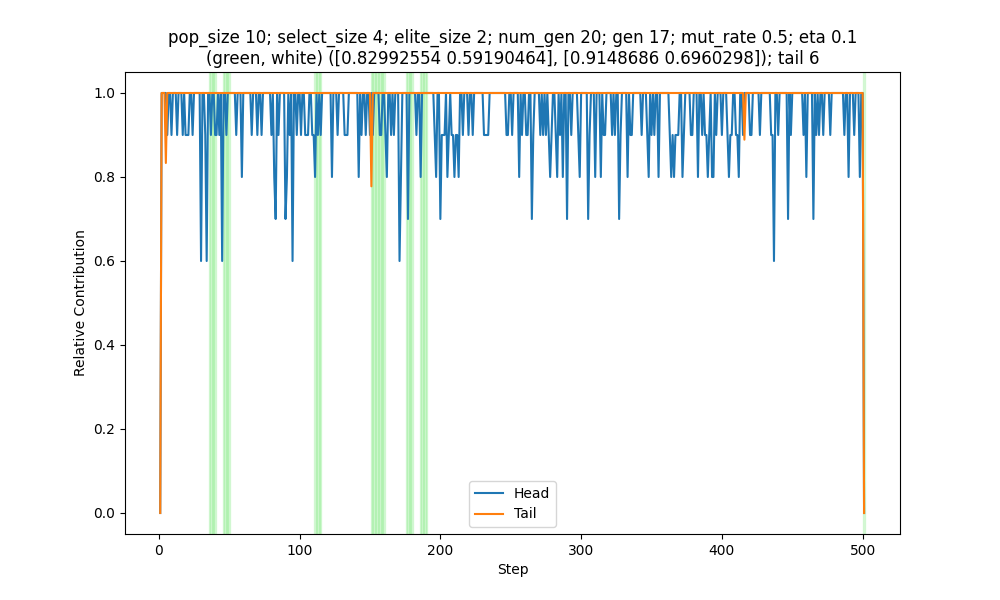 pop_size 10; select_size 4; elite_size 2; num_gen 20; gen 17; mut_rate 0.5; eta 0.1
(green, white) ([0.82992554 0.59190464], [0.9148686 0.6960298]); tail 6
1.0
0.8
0.6
0.4
0.2
0.0
Relative Contribution
Head
Tail
0
100
200
300
400
500
Step